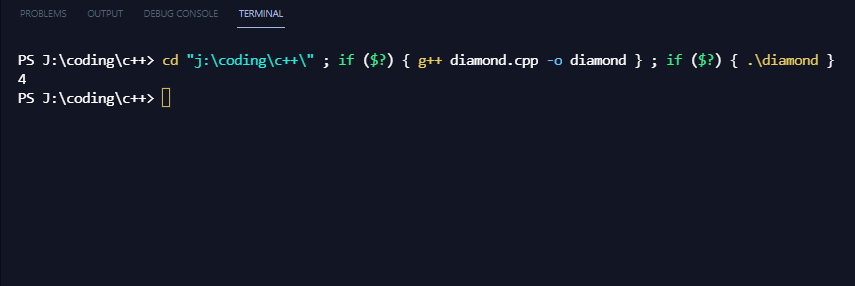 PROBLEMS OUTPUT DEBUG CONSOLE TERMINAL
PS J:\coding\c++> cd "j:\coding\c++\" ; if ($?) { g++ diamond.cpp -o diamond } ; if ($?) { .\diamond }
4
PS J:\coding\c++>